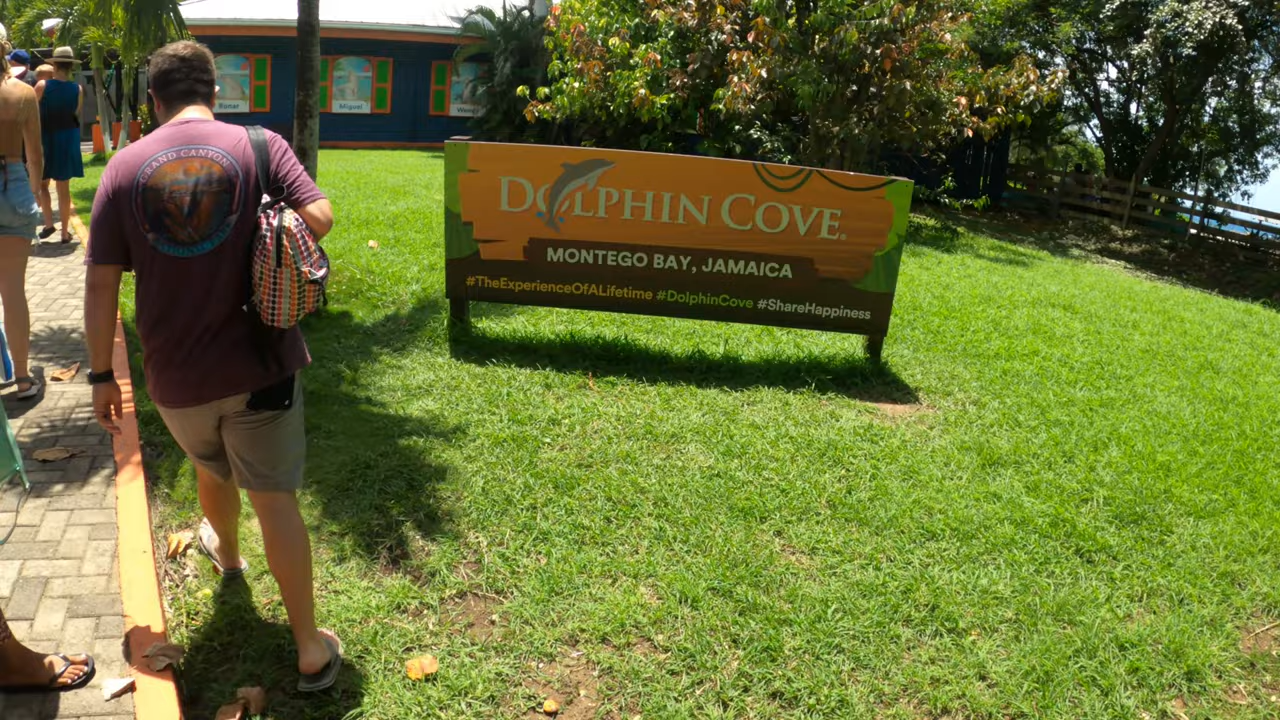 Ronar
Miguel
GRAND CANYON
DOLPHIN COVE.
MONTEGO BAY, JAMAICA
#TheExperienceOfALifetime #DolphinCove #ShareHappiness